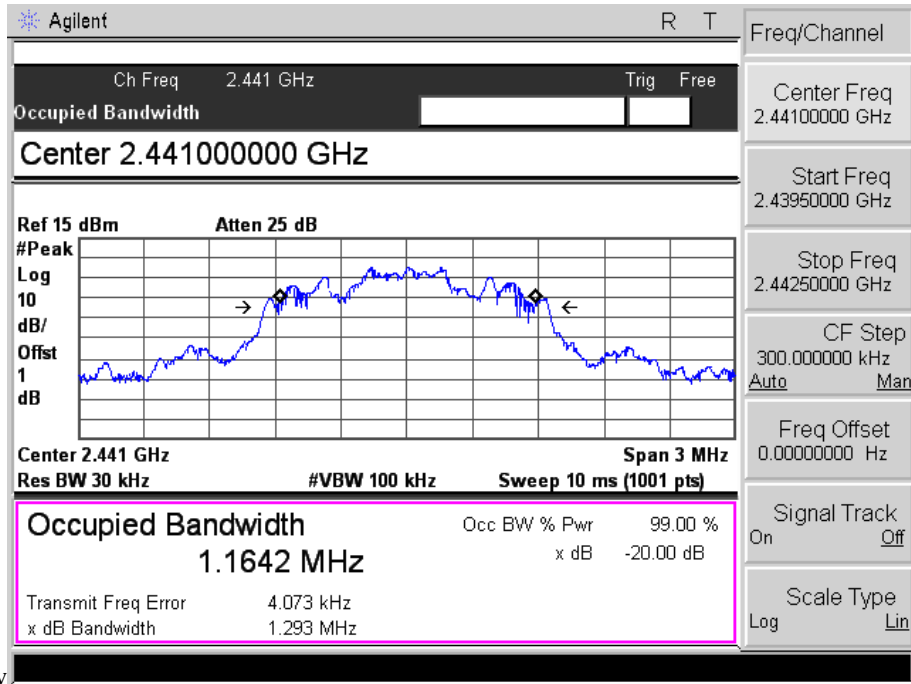 Agilent R T
Ch Freq 2.441 GHz Trig Free
Occupied Bandwidth
Center 2.441000000 GHz
Ref 15 dBm Atten 25 dB
#Peak
Log
10
dB/
Offst
1
dB
Center 2.441 GHz Span 3 MHz
Res BW 30 kHz #VBW 100 kHz Sweep 10 ms (1001 pts)
Occupied Bandwidth
1.1642 MHz
Occ BW % Pwr 99.00 %
x dB -20.00 dB
Transmit Freq Error 4.073 kHz
x dB Bandwidth 1.293 MHz
Freq/Channel
Center Freq
2.44100000 GHz
Start Freq
2.43950000 GHz
Stop Freq
2.44250000 GHz
CF Step
300.000000 kHz
Auto Man
Freq Offset
0.00000000 Hz
Signal Track
On Off
Scale Type
Log Lin